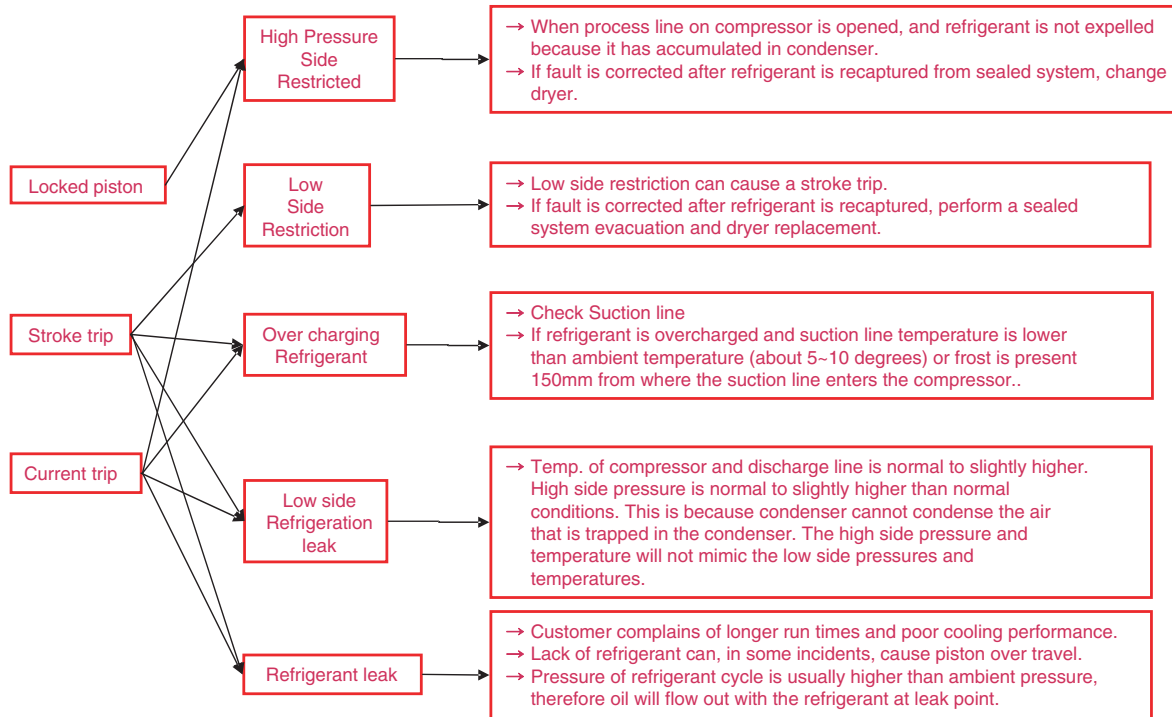 High Pressure
Side
Restricted
→ When process line on compressor is opened, and refrigerant is not expelled
because it has accumulated in condenser.
→ If fault is corrected after refrigerant is recaptured from sealed system, change
dryer.
Locked piston
Low
Side
Restriction
→ Low side restriction can cause a stroke trip.
→ If fault is corrected after refrigerant is recaptured, perform a sealed
system evacuation and dryer replacement.
Stroke trip
Over charging
Refrigerant
→ Check Suction line
→ If refrigerant is overcharged and suction line temperature is lower
than ambient temperature (about 5~10 degrees) or frost is present
150mm from where the suction line enters the compressor..
Current trip
Low side
Refrigeration
leak
→ Temp. of compressor and discharge line is normal to slightly higher.
High side pressure is normal to slightly higher than normal
conditions. This is because condenser cannot condense the air
that is trapped in the condenser. The high side pressure and
temperature will not mimic the low side pressures and
temperatures.
Refrigerant leak
→ Customer complains of longer run times and poor cooling performance.
→ Lack of refrigerant can, in some incidents, cause piston over travel.
→ Pressure of refrigerant cycle is usually higher than ambient pressure,
therefore oil will flow out with the refrigerant at leak point.